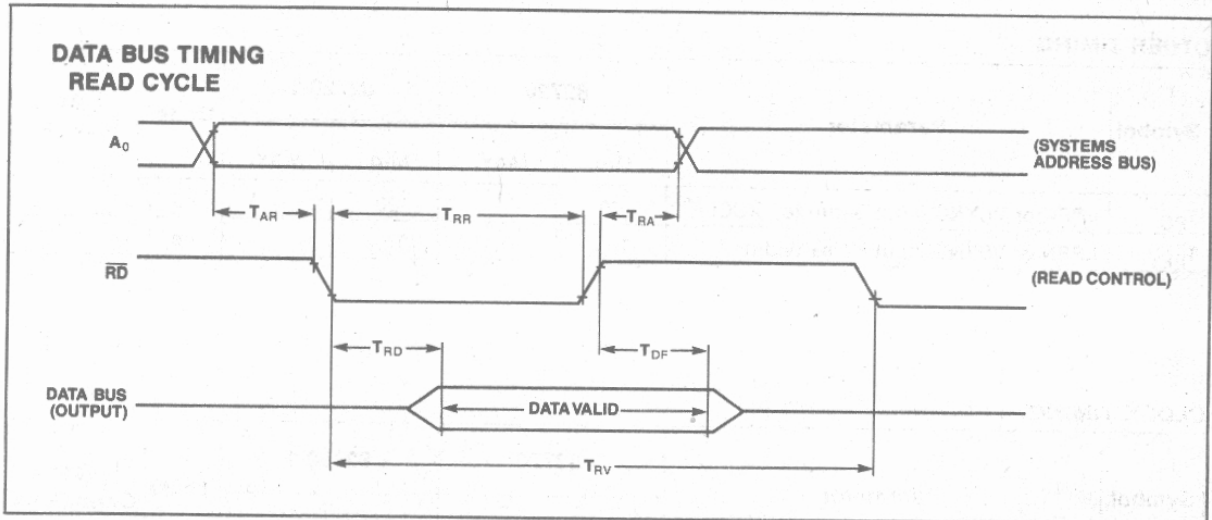 DATA BUS TIMING
READ CYCLE
A0
(SYSTEMS
ADDRESS BUS)
TAR
TRR
TRA
RD
(READ CONTROL)
TRD
TDF
DATA BUS
(OUTPUT)
DATA VALID
TRV